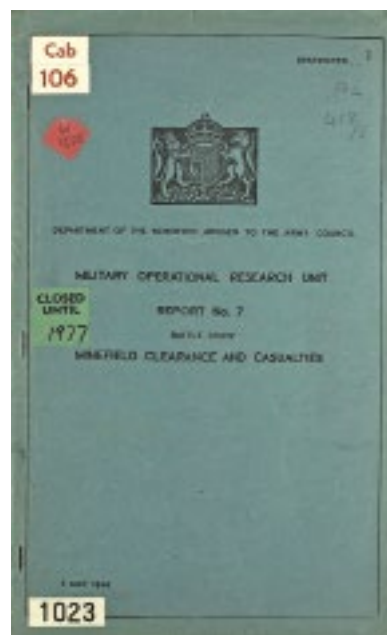 Cab
106
DEPARTMENT OF THE SCIENTIFIC ADVISER TO THE ARMY COUNCIL
MILITARY OPERATIONAL RESEARCH UNIT
CLOSED
UNTIL
1977
REPORT No. 7
BATTLE STUDY
MINEFIELD CLEARANCE AND CASUALTIES
1023